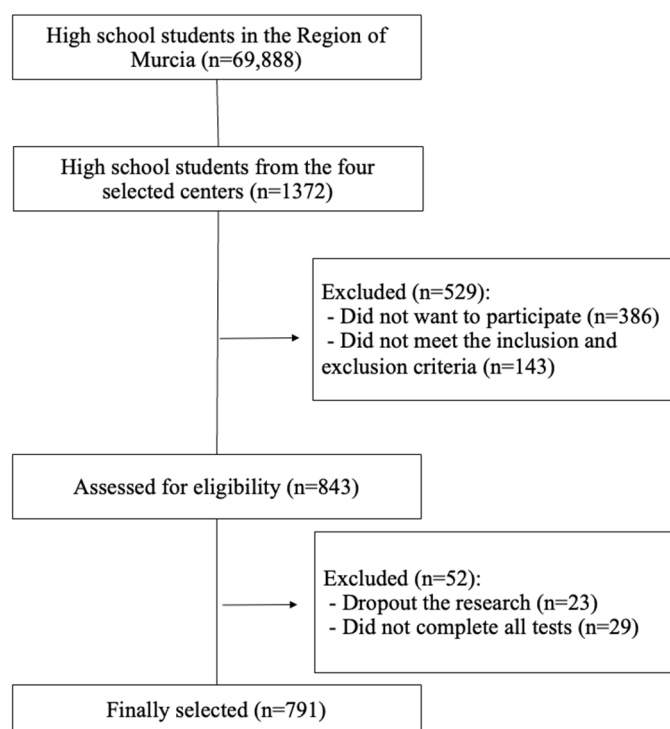 High school students in the Region of
Murcia (n=69,888)
High school students from the four
selected centers (n=1372)
Excluded (n=529):
- Did not want to participate (n=386)
- Did not meet the inclusion and
exclusion criteria (n=143)
Assessed for eligibility (n=843)
Excluded (n=52):
- Dropout the research (n=23)
- Did not complete all tests (n=29)
Finally selected (n=791)